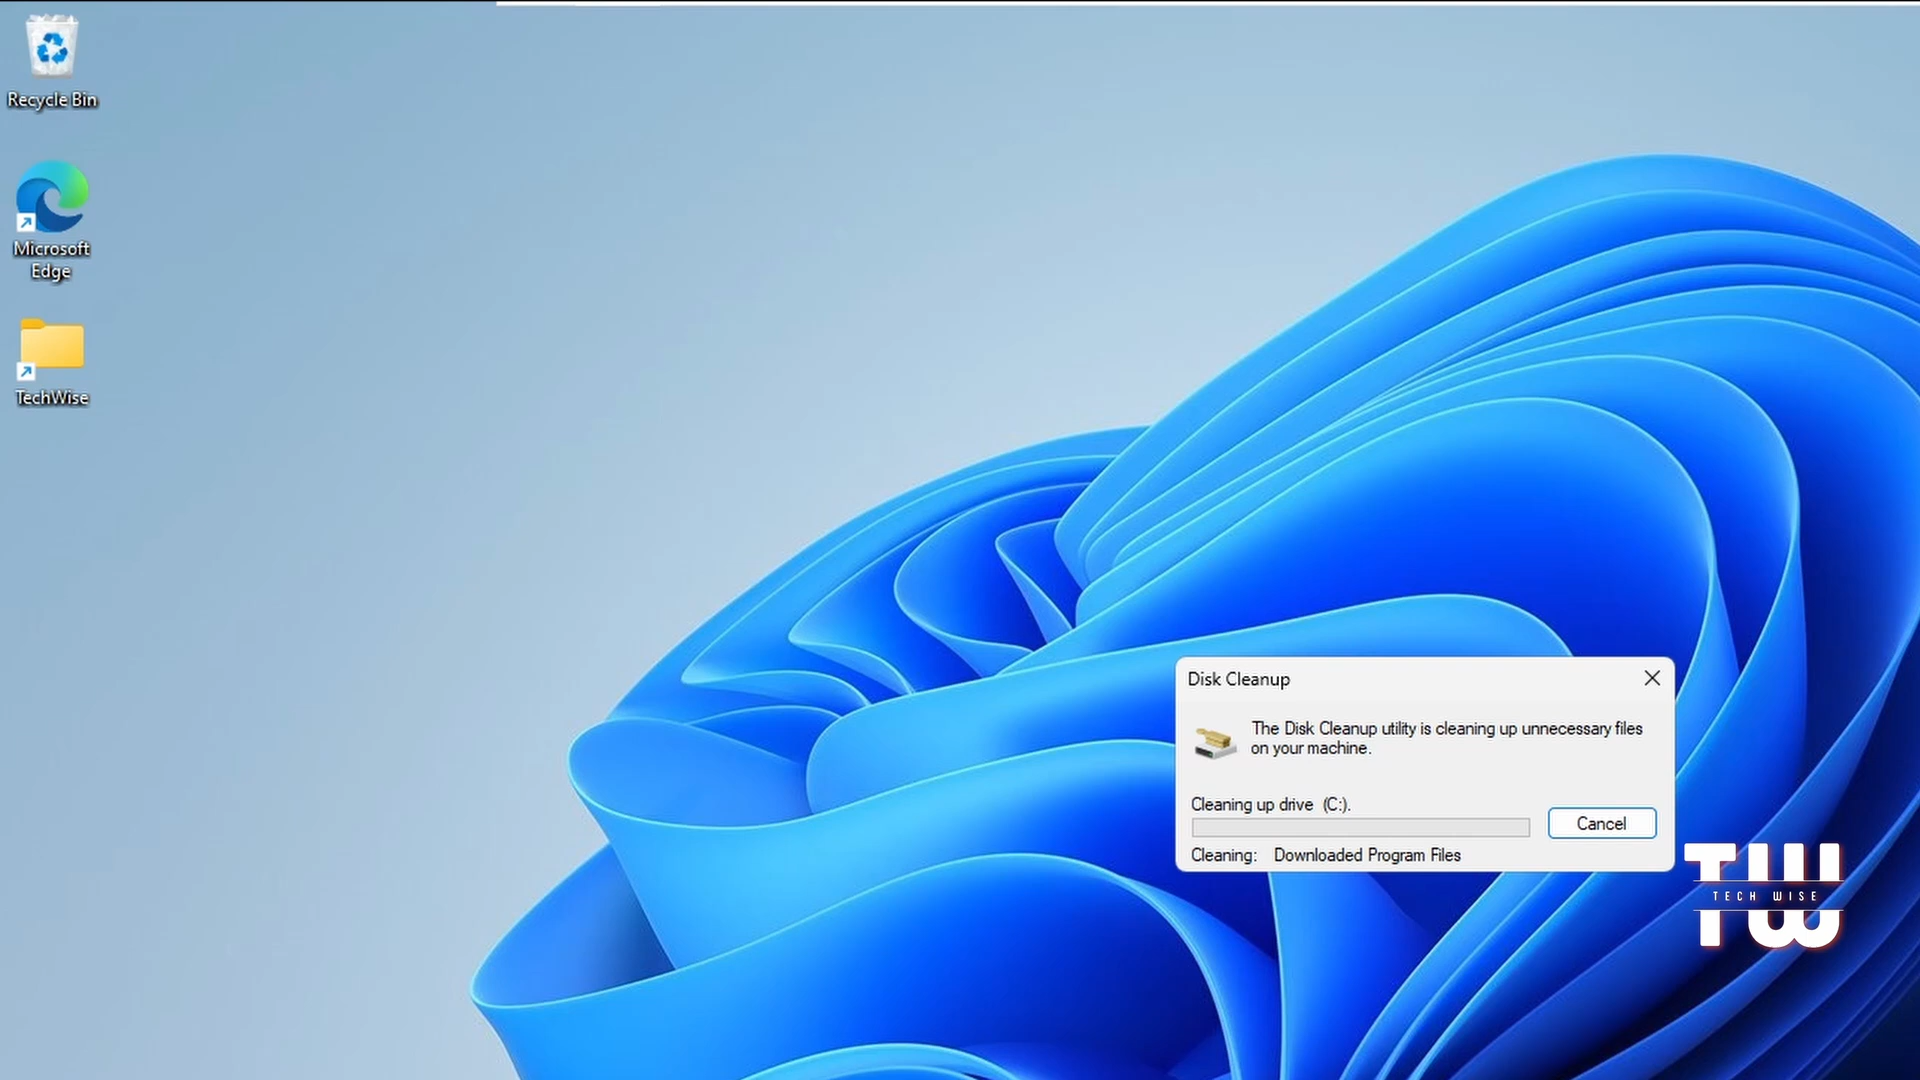 Recycle Bin
Microsoft
Edge
TechWise
Disk Cleanup
The Disk Cleanup utility is cleaning up unnecessary files
on your machine.
Cleaning up drive (C:).
Cancel
Cleaning: Downloaded Program Files
TW
TECH WISE